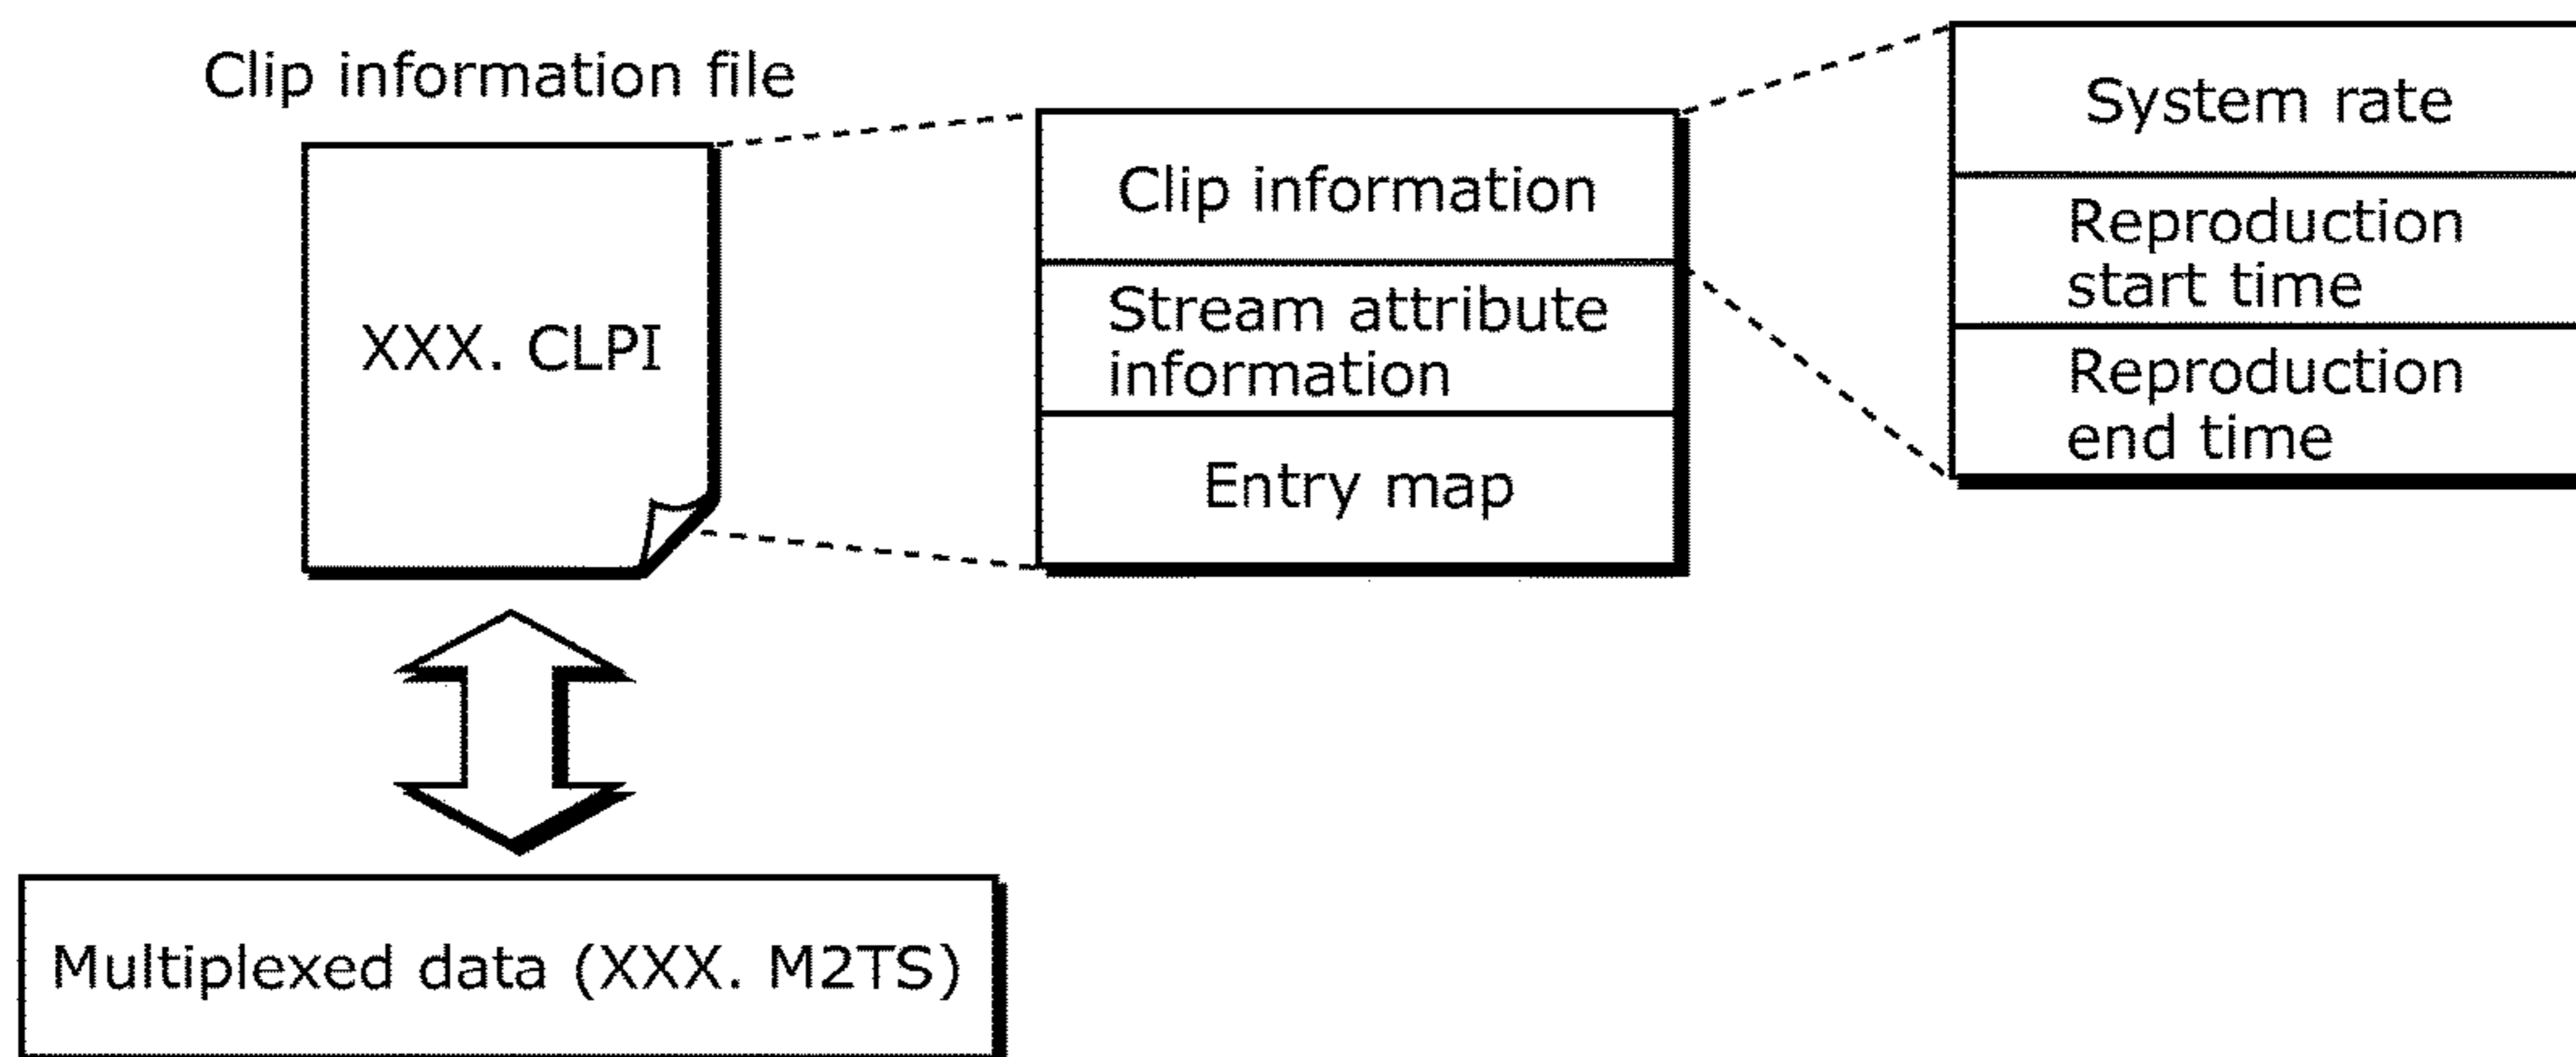 Clip information file
XXX. CLPI
Multiplexed data (XXX. M2TS)
Clip information
Stream attribute
information
Entry map
System rate
Reproduction
start time
Reproduction
end time